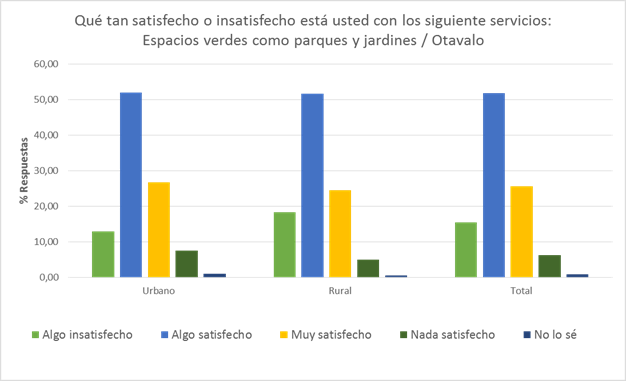 Qué tan satisfecho o insatisfecho está usted con los siguiente servicios:
Espacios verdes como parques y jardines / Otavalo
60,00
50,00
40,00
30,00
20,00
10,00
0,00
% Respuestas
Urbano Rural Total
Algo insatisfecho Algo satisfecho Muy satisfecho Nada satisfecho No lo sé